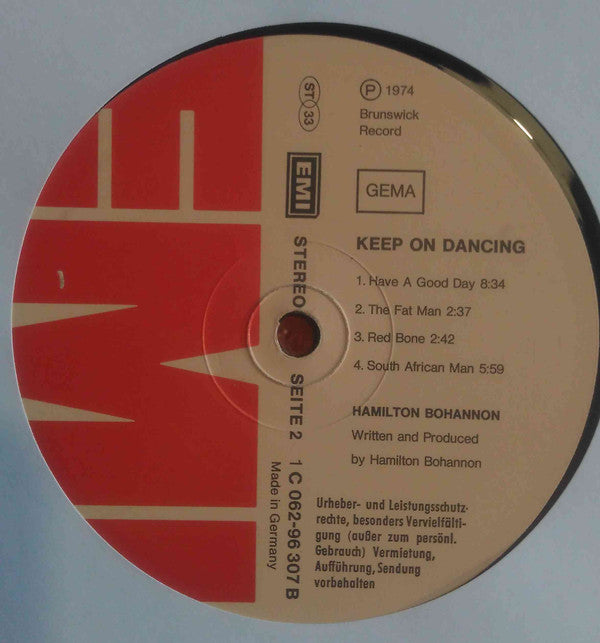 EMI
ST 33
EMI
STEREO SEITE 2 1 C 062-96 307 B
Made in Germany
Ⓟ 1974
Brunswick
Record
GEMA
KEEP ON DANCING
1. Have A Good Day 8:34
2. The Fat Man 2:37
3. Red Bone 2:42
4. South African Man 5:59
HAMILTON BOHANNON
Written and Produced
by Hamilton Bohannon
Urheber- und Leistungsschutz-
rechte, besonders Vervielfälti-
gung (außer zum persönl.
Gebrauch) Vermietung,
Aufführung, Sendung
vorbehalten